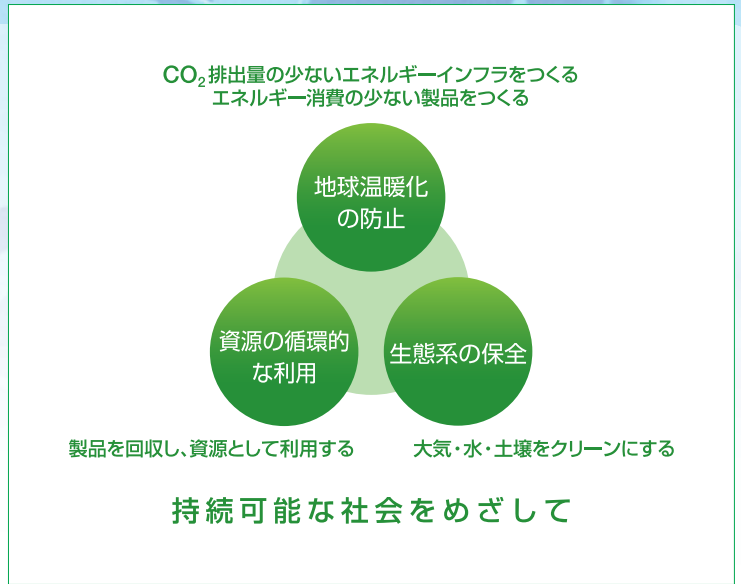 CO₂排出量の少ないエネルギーインフラをつくる
エネルギー消費の少ない製品をつくる
地球温暖化
の防止
資源の循環的
な利用
生態系の保全
製品を回収し、資源として利用する
大気・水・土壌をクリーンにする
持続可能な社会をめざして